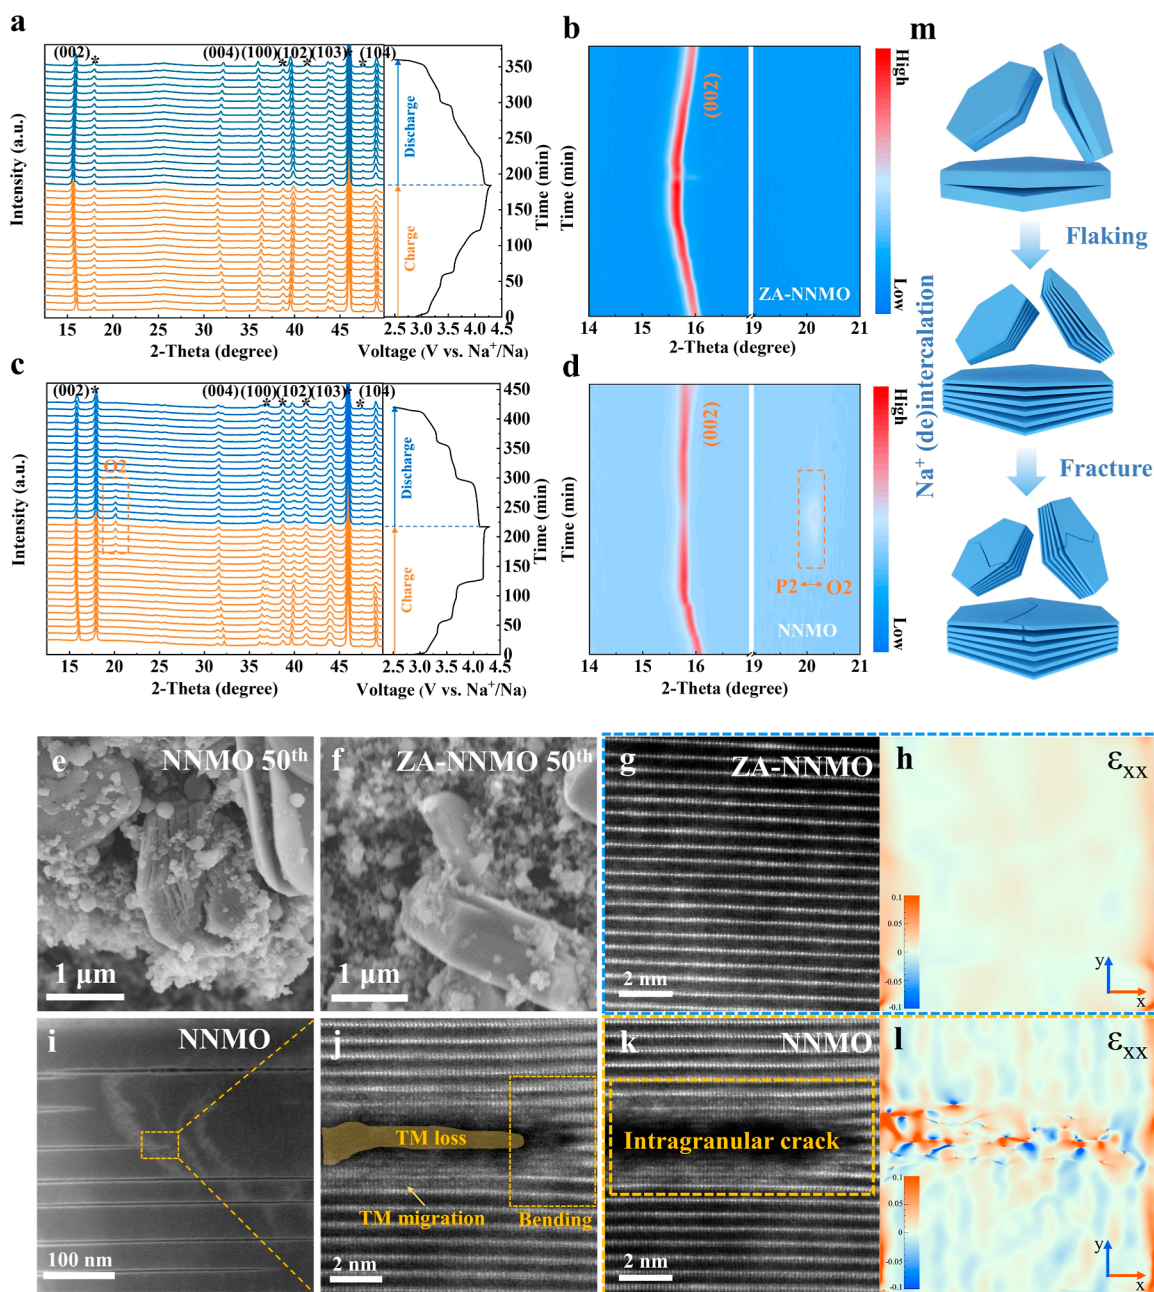 a
(002)
*
(004)
(100)
*
(102)
*
(103)
*
*
(104)
Intensity (a.u.)
Discharge
Charge
350
300
250
200
150
100
50
0
Time (min)
15
20
25
30
35
40
45
2.5
3.0
3.5
4.0
4.5
2-Theta (degree)
Voltage (V vs. Na⁺/Na)
b
(002)
Time (min)
ZA-NNMO
14
15
16
19
20
21
2-Theta (degree)
High
Low
c
(002)
*
(004)
(100)
*
*
(102)
*
(103)
*
*
(104)
O2
Intensity (a.u.)
Discharge
Charge
450
400
350
300
250
200
150
100
50
0
Time (min)
15
20
25
30
35
40
45
2.5
3.0
3.5
4.0
4.5
2-Theta (degree)
Voltage (V vs. Na⁺/Na)
d
(002)
Time (min)
P2↔O2
NNMO
14
15
16
19
20
21
2-Theta (degree)
High
Low
m
Na⁺ (de)intercalation
Flaking
Fracture
e
NNMO 50th
1 μm
f
ZA-NNMO 50th
1 μm
g
ZA-NNMO
2 nm
h
εxx
0.1
0.05
0
-0.05
-0.1
y
x
i
NNMO
100 nm
j
TM loss
TM migration
Bending
2 nm
k
NNMO
Intragranular crack
2 nm
l
εxx
0.1
0.05
0
-0.05
-0.1
y
x